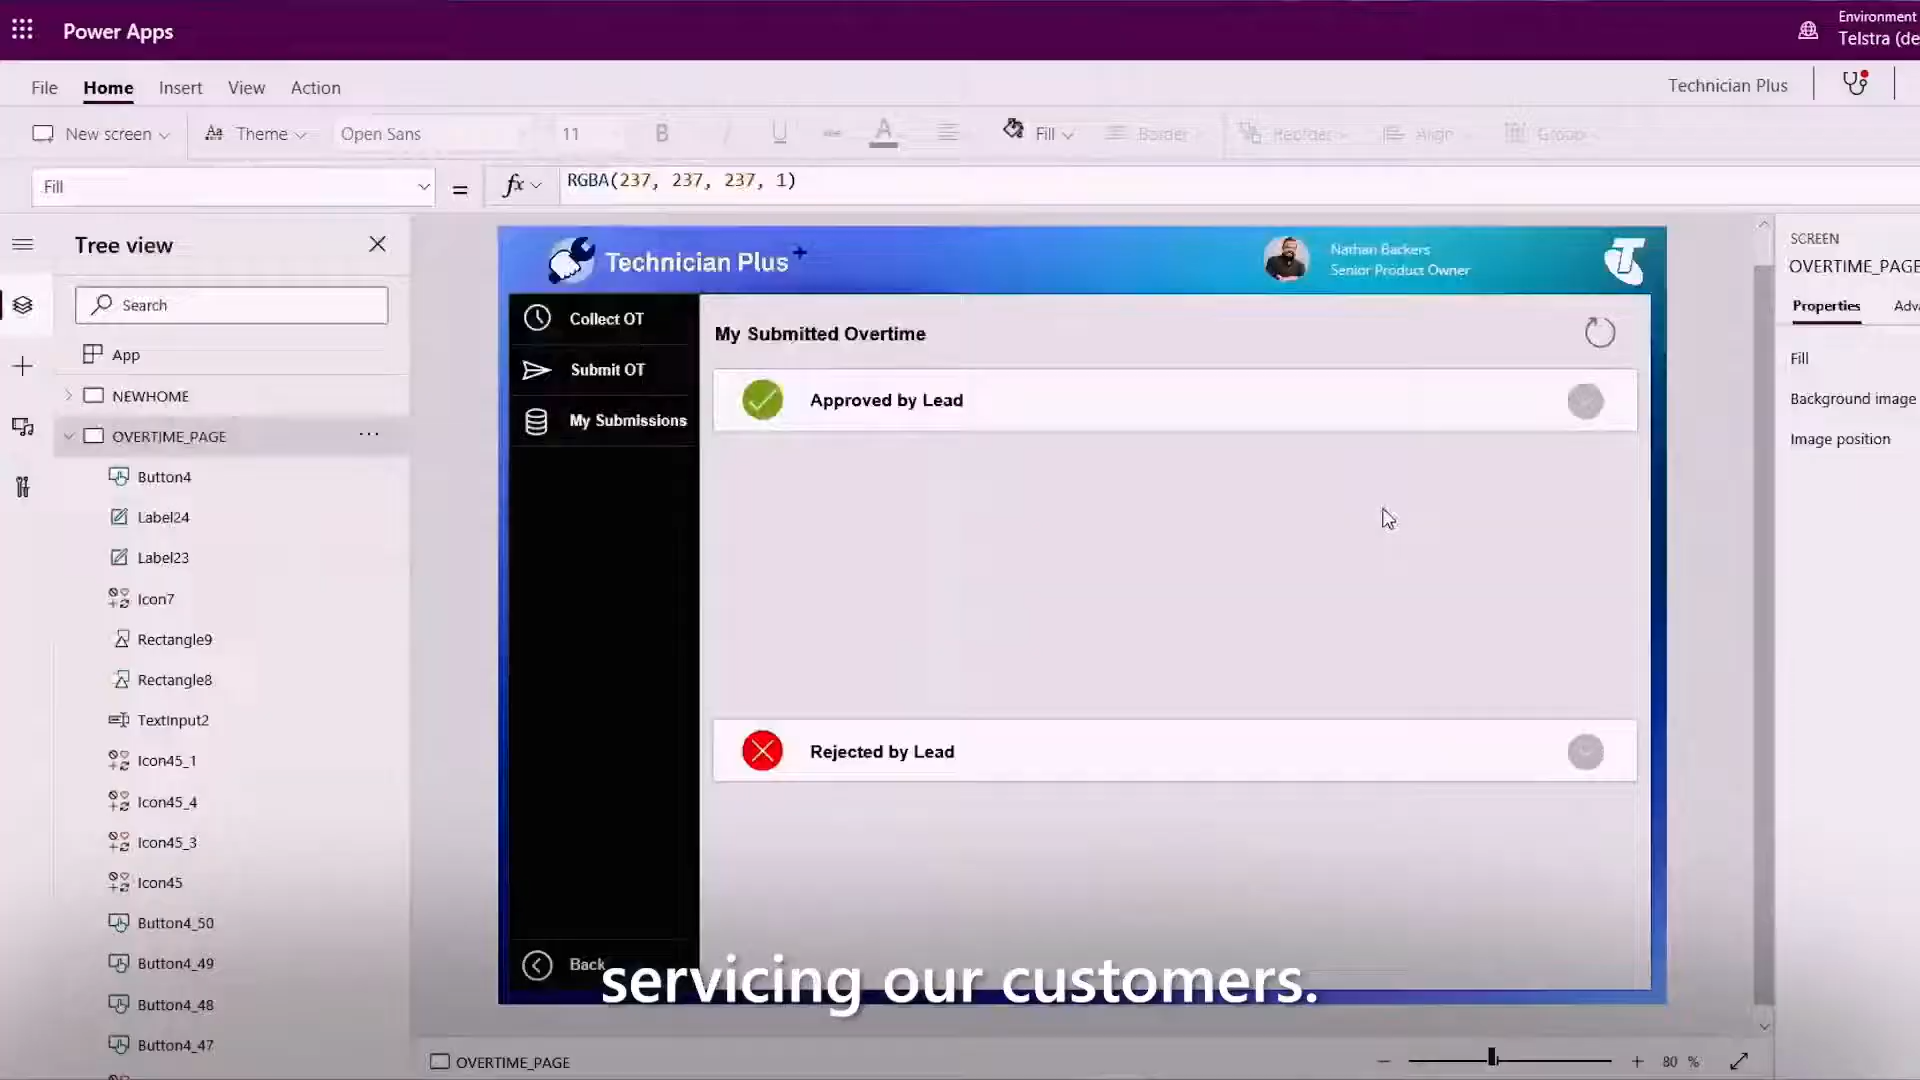 Power Apps
Environment
Telstra (de
File Home Insert View Action
Technician Plus
New screen Theme Open Sans 11 B U A Fill Border Reorder Align Group
Fill = fx RGBA(237, 237, 237, 1)
Tree view
Search
App
NEWHOME
OVERTIME_PAGE ...
Button4
Label24
Label23
Icon7
Rectangle9
Rectangle8
TextInput2
Icon45_1
Icon45_4
Icon45_3
Icon45
Button4_50
Button4_49
Button4_48
Button4_47
Technician Plus+
Nathan Backers
Senior Product Owner
Collect OT
Submit OT
My Submissions
Back
My Submitted Overtime
Approved by Lead
Rejected by Lead
SCREEN
OVERTIME_PAGE
Properties Adv
Fill
Background image
Image position
servicing our customers.
OVERTIME_PAGE
80 %